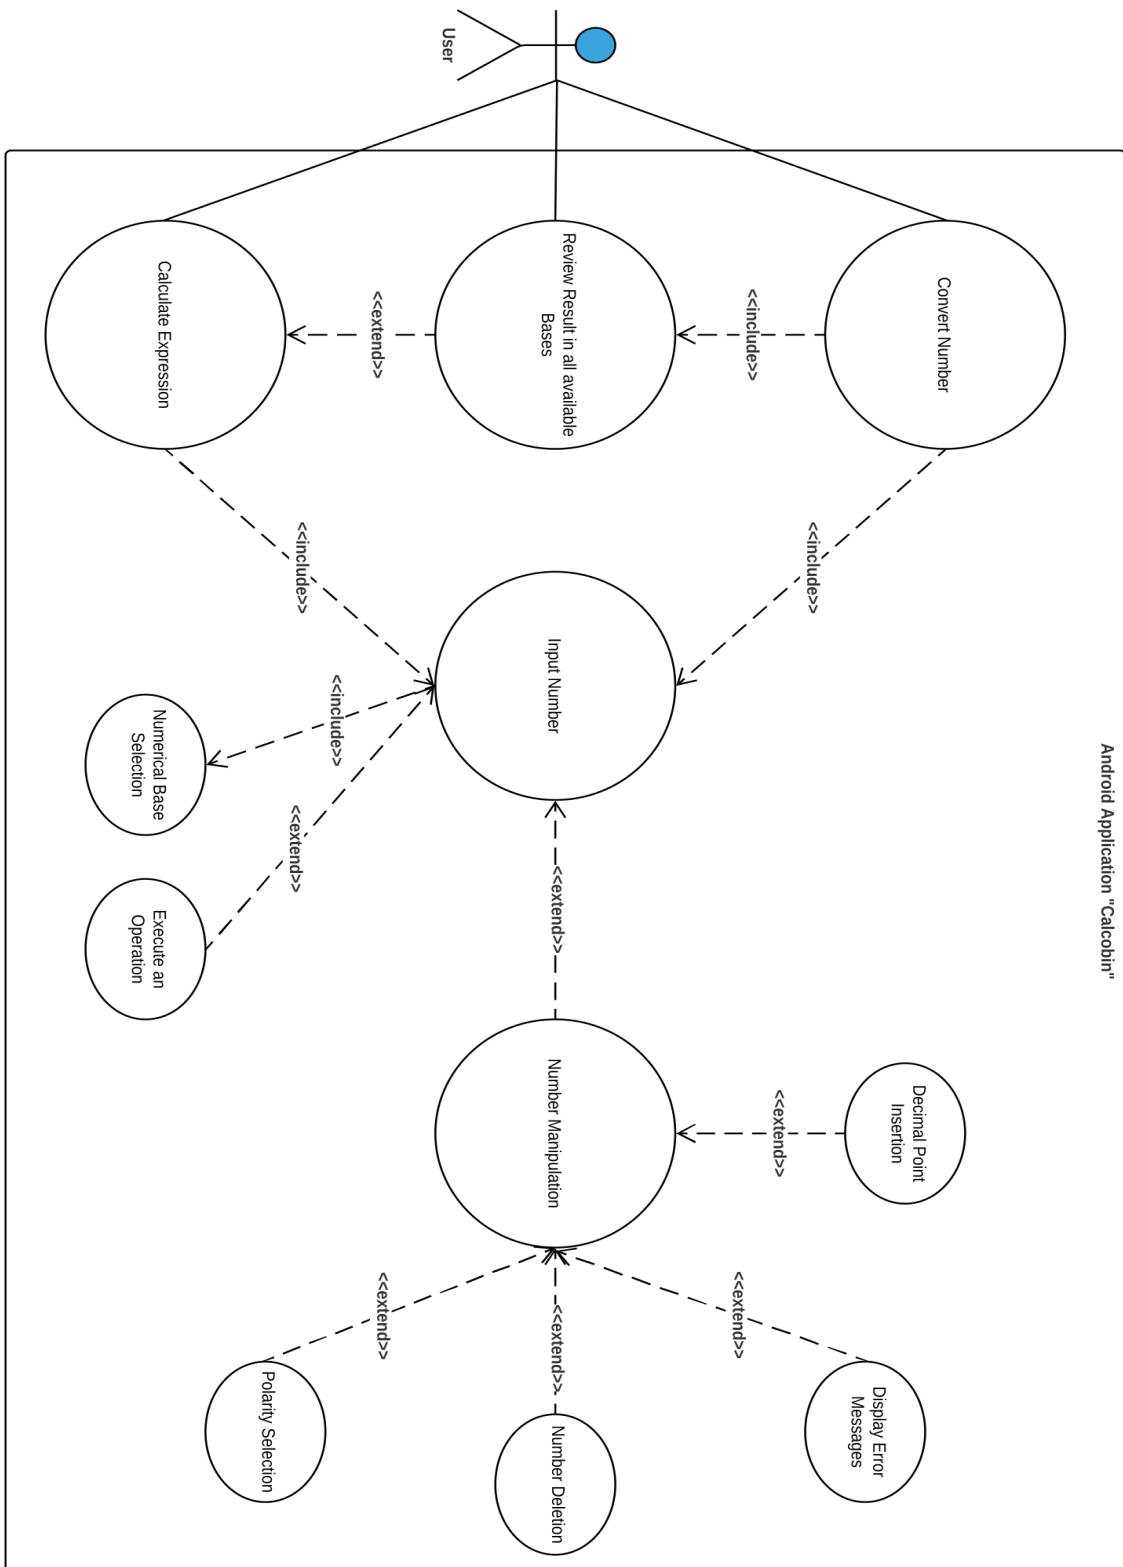 Android Application "Calcobin"
User
Convert Number
<<include>>
Review Result in all available
Bases
<<extend>>
Calculate Expression
<<include>>
<<include>>
Input Number
<<include>>
Numerical Base
Selection
<<extend>>
Execute an
Operation
<<extend>>
Number Manipulation
<<extend>>
Decimal Point
Insertion
<<extend>>
Display Error
Messages
<<extend>>
Number Deletion
<<extend>>
Polarity Selection